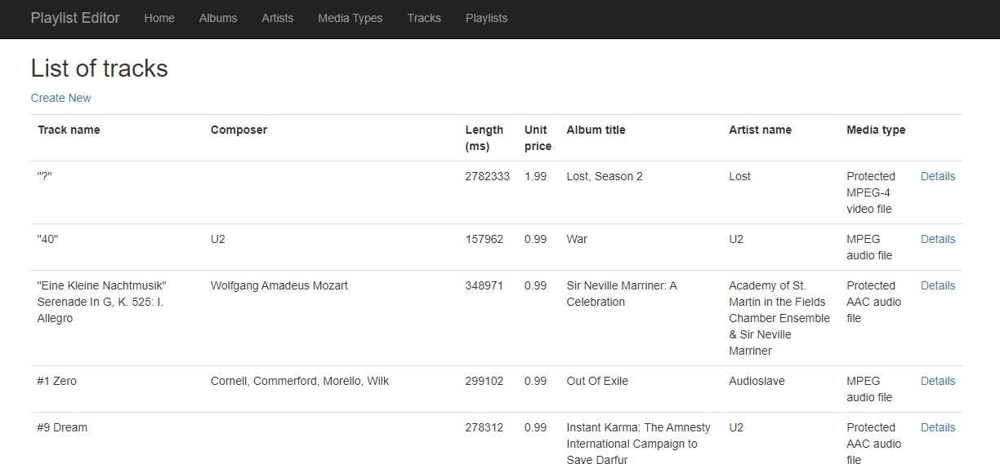 Playlist Editor Home Albums Artists Media Types Tracks Playlists
List of tracks
Create New
Track name Composer Length (ms) Unit price Album title Artist name Media type
"?" 2782333 1.99 Lost, Season 2 Lost Protected MPEG-4 video file Details
"40" U2 157962 0.99 War U2 MPEG audio file Details
"Eine Kleine Nachtmusik" Serenade In G, K. 525: I. Allegro Wolfgang Amadeus Mozart 348971 0.99 Sir Neville Marriner: A Celebration Academy of St. Martin in the Fields Chamber Ensemble & Sir Neville Marriner Protected AAC audio file Details
#1 Zero Cornell, Commerford, Morello, Wilk 299102 0.99 Out Of Exile Audioslave MPEG audio file Details
#9 Dream 278312 0.99 Instant Karma: The Amnesty International Campaign to Save Darfur U2 Protected AAC audio file Details